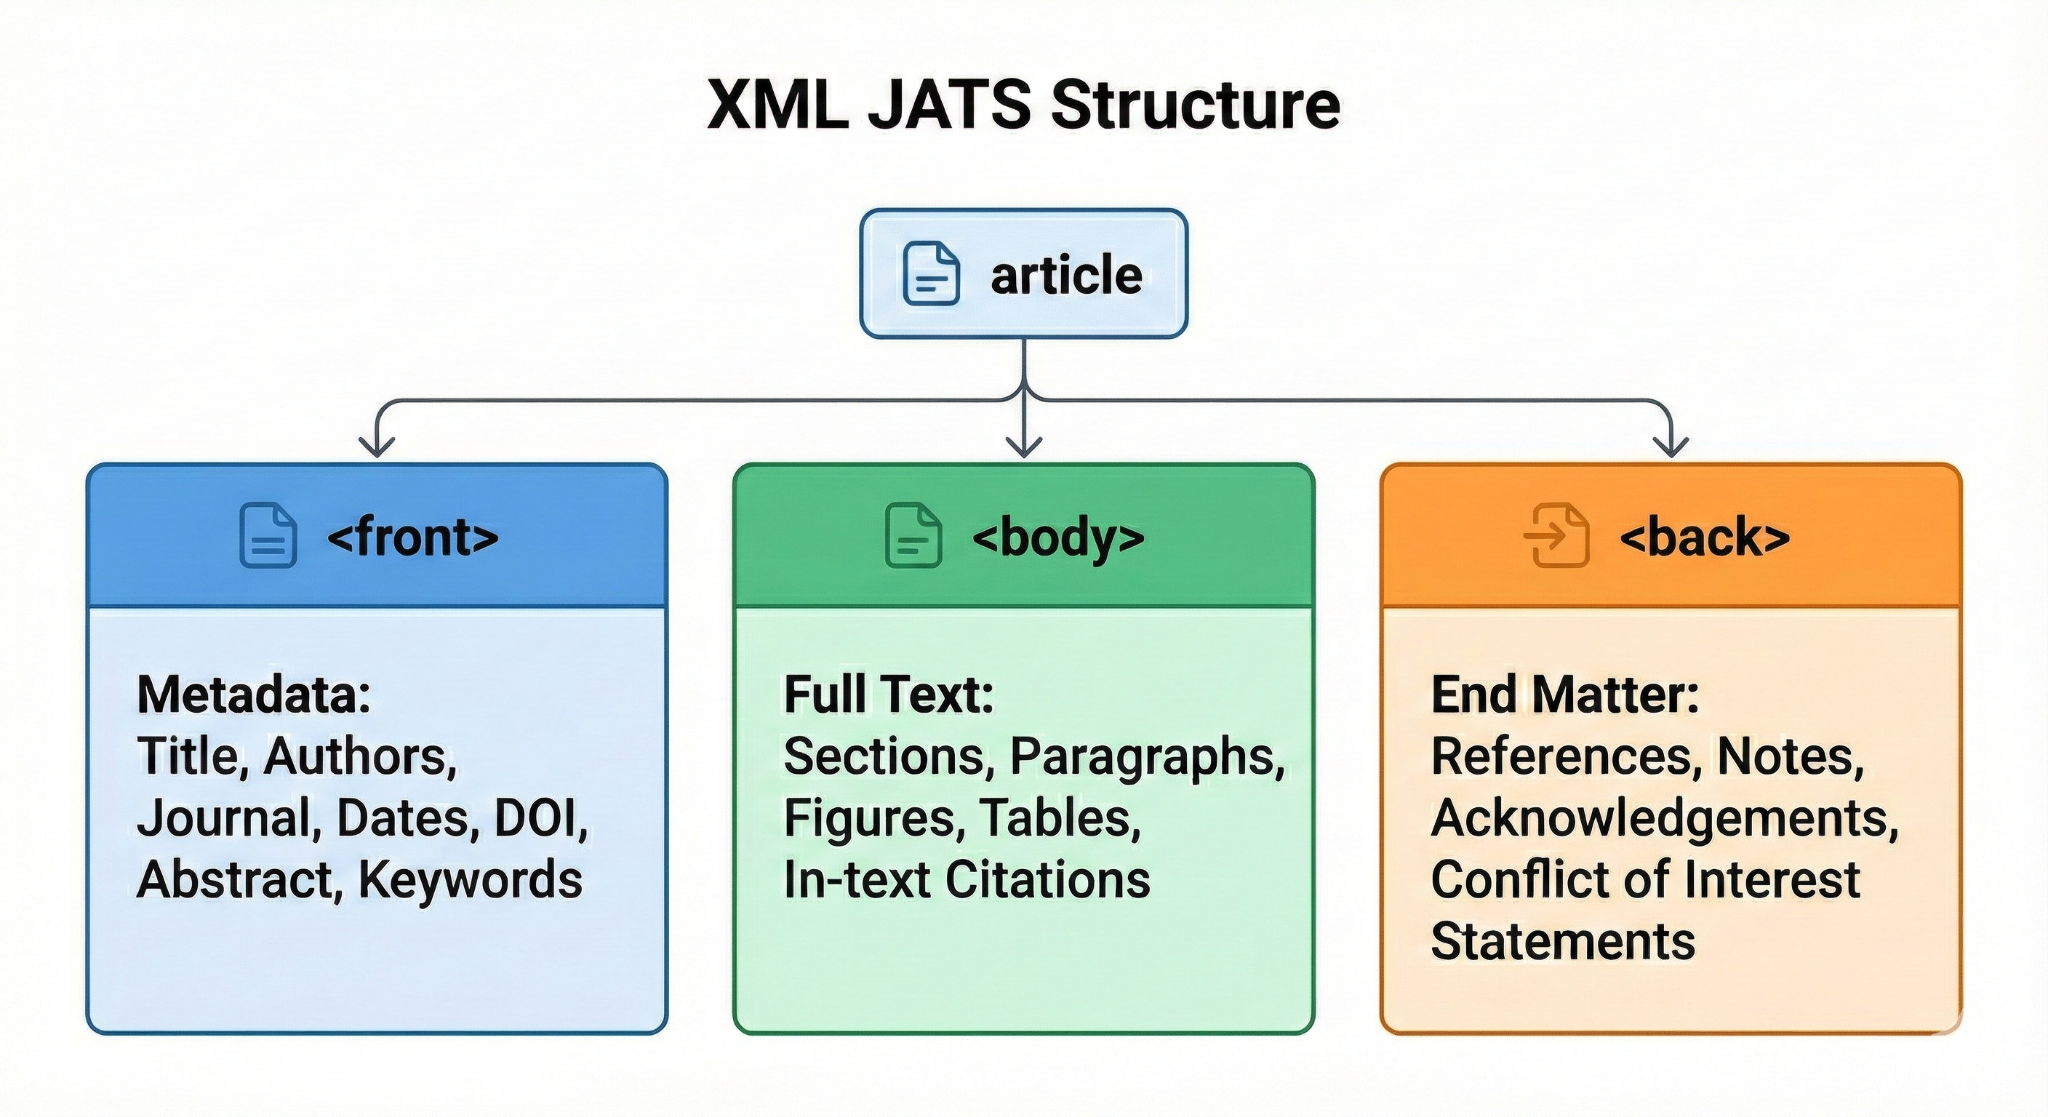 XML JATS Structure
article
<front>
Metadata:
Title, Authors,
Journal, Dates, DOI,
Abstract, Keywords
<body>
Full Text:
Sections, Paragraphs,
Figures, Tables,
In-text Citations
<back>
End Matter:
References, Notes,
Acknowledgements,
Conflict of Interest
Statements